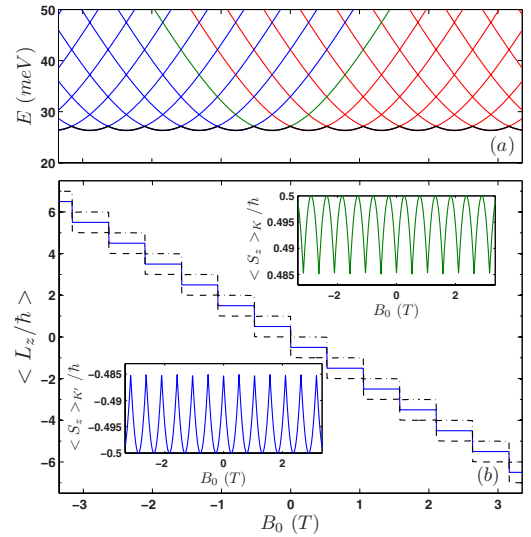 50
40
30
20
E (meV)
(a)
6
4
2
0
−2
−4
−6
< L_z/ħ >
0.5
0.495
0.49
0.485
< S_z >_K /ħ
−2 0 2
B_0 (T)
−0.485
−0.49
−0.495
−0.5
< S_z >_K' /ħ
−2 0 2
B_0 (T)
(b)
−3 −2 −1 0 1 2 3
B_0 (T)